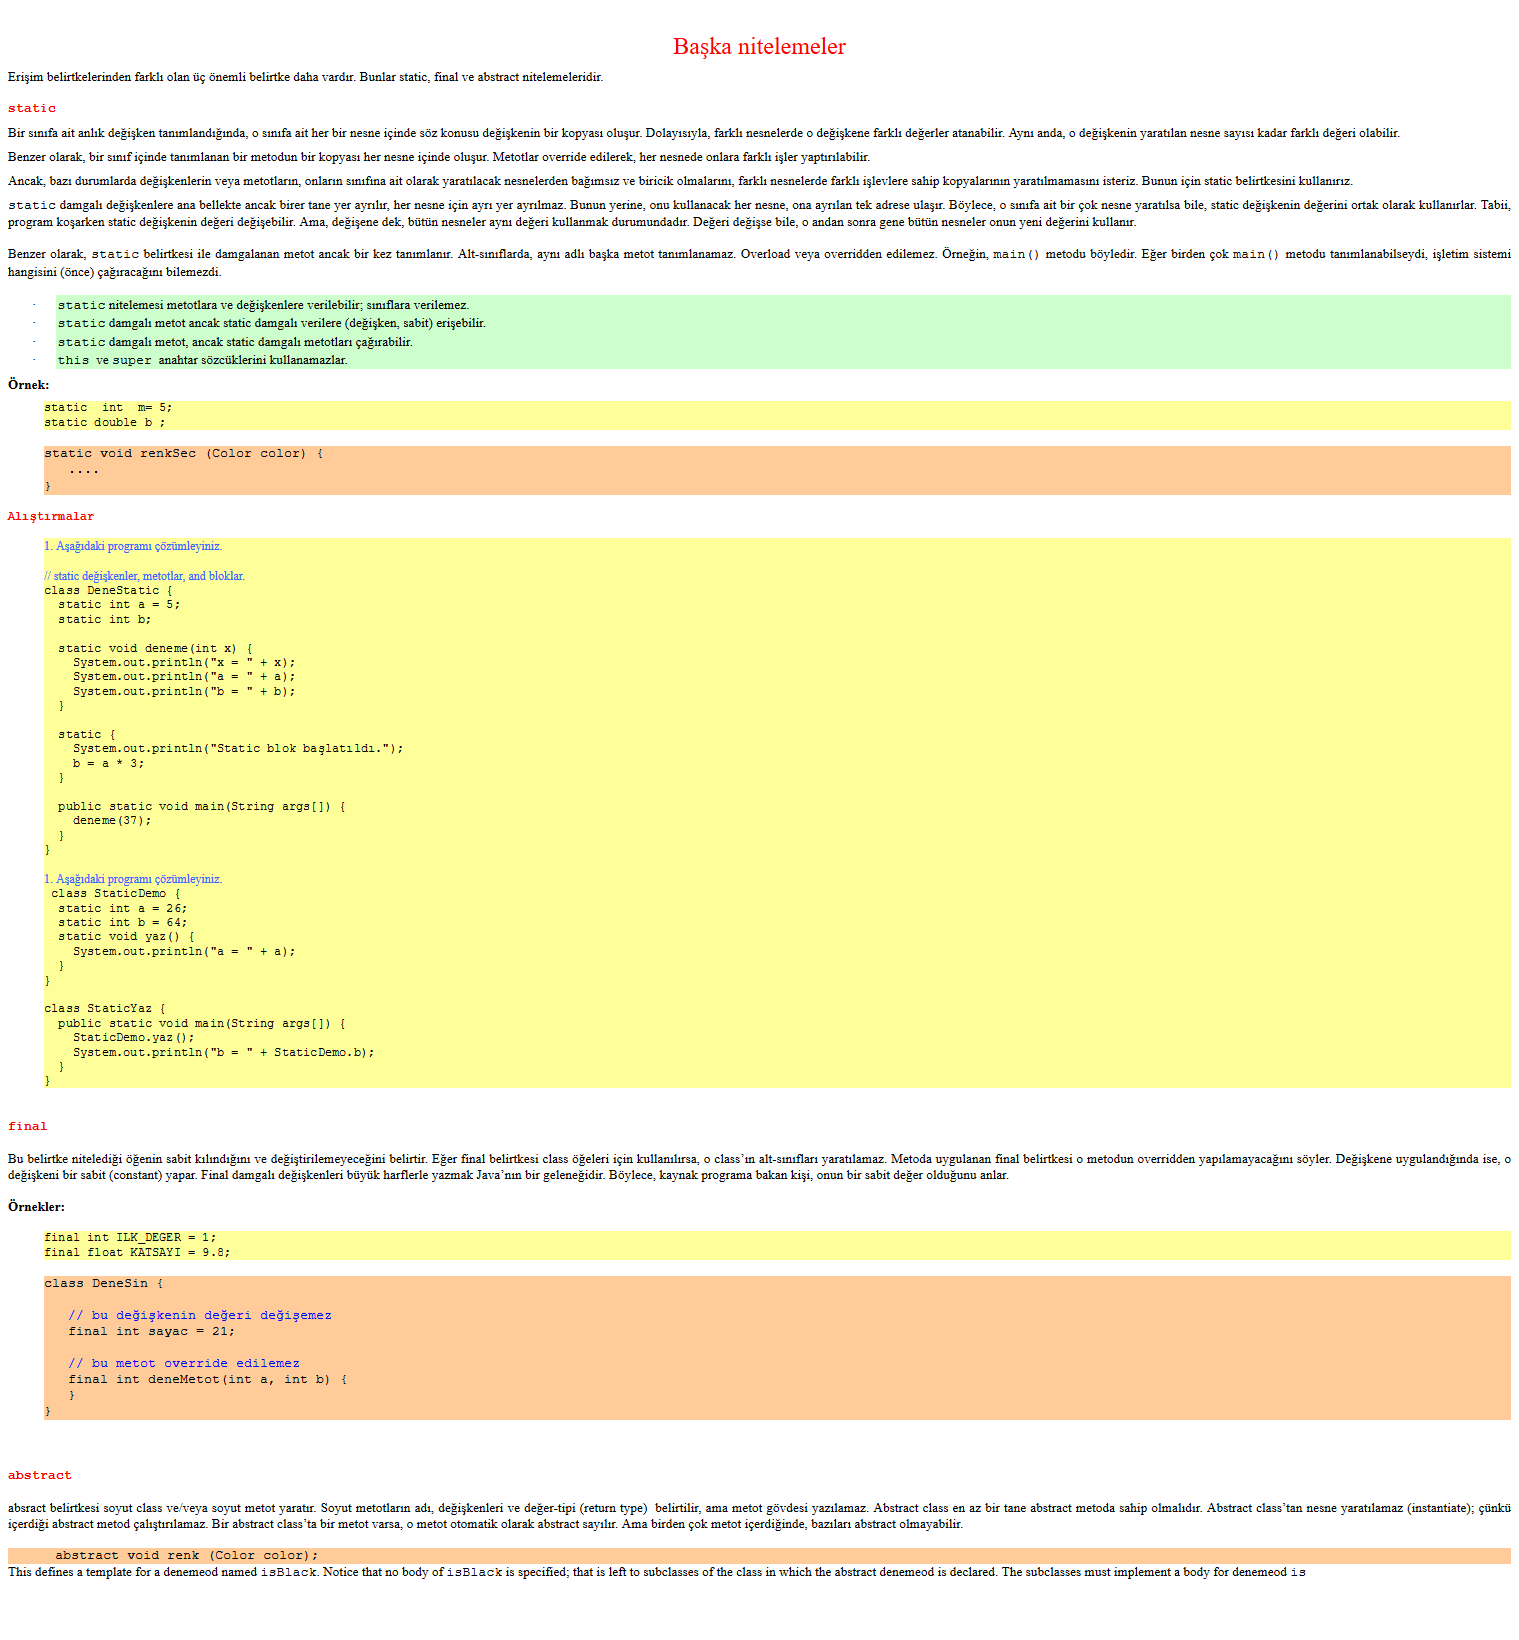 Başka nitelemeler
Erişim belirtkelerinden farklı olan üç önemli belirtke daha vardır. Bunlar static, final ve abstract nitelemeleridir.
static
Bir sınıfa ait anlık değişken tanımlandığında, o sınıfa ait her bir nesne içinde söz konusu değişkenin bir kopyası oluşur. Dolayısıyla, farklı nesnelerde o değişkene farklı değerler atanabilir. Aynı anda, o değişkenin yaratılan nesne sayısı kadar farklı değeri olabilir.
Benzer olarak, bir sınıf içinde tanımlanan bir metodun bir kopyası her nesne içinde oluşur. Metotlar override edilerek, her nesnede onlara farklı işler yaptırılabilir.
Ancak, bazı durumlarda değişkenlerin veya metotların, onların sınıfına ait olarak yaratılacak nesnelerden bağımsız ve biricik olmalarını, farklı nesnelerde farklı işlevlere sahip kopyalarının yaratılmamasını isteriz. Bunun için static belirtkesini kullanırız.
static damgalı değişkenlere ana bellekte ancak birer tane yer ayrılır, her nesne için ayrı yer ayrılmaz. Bunun yerine, onu kullanacak her nesne, ona ayrılan tek adrese ulaşır. Böylece, o sınıfa ait bir çok nesne yaratılsa bile, static değişkenin değerini ortak olarak kullanırlar. Tabii,
program koşarken static değişkenin değeri değişebilir. Ama, değişene dek, bütün nesneler aynı değeri kullanmak durumundadır. Değeri değişse bile, o andan sonra gene bütün nesneler onun yeni değerini kullanır.
Benzer olarak, static belirtkesi ile damgalanan metot ancak bir kez tanımlanır. Alt-sınıflarda, aynı adlı başka metot tanımlanamaz. Overload veya overridden edilemez. Örneğin, main() metodu böyledir. Eğer birden çok main() metodu tanımlanabilseydi, işletim sistemi
hangisini (önce) çağıracağını bilemezdi.
· static nitelemesi metotlara ve değişkenlere verilebilir; sınıflara verilemez.
· static damgalı metot ancak static damgalı verilere (değişken, sabit) erişebilir.
· static damgalı metot, ancak static damgalı metotları çağırabilir.
· this ve super anahtar sözcüklerini kullanamazlar.
Örnek:
static  int  m= 5;
static double b ;
static void renkSec (Color color) {
   ....
}
Alıştırmalar
1. Aşağıdaki programı çözümleyiniz.
// static değişkenler, metotlar, and bloklar.
class DeneStatic {
  static int a = 5;
  static int b;
  static void deneme(int x) {
    System.out.println("x = " + x);
    System.out.println("a = " + a);
    System.out.println("b = " + b);
  }
  static {
    System.out.println("Static blok başlatıldı.");
    b = a * 3;
  }
  public static void main(String args[]) {
    deneme(37);
  }
}
1. Aşağıdaki programı çözümleyiniz.
 class StaticDemo {
  static int a = 26;
  static int b = 64;
  static void yaz() {
    System.out.println("a = " + a);
  }
}
class StaticYaz {
  public static void main(String args[]) {
    StaticDemo.yaz();
    System.out.println("b = " + StaticDemo.b);
  }
}
final
Bu belirtke nitelediği öğenin sabit kılındığını ve değiştirilemeyeceğini belirtir. Eğer final belirtkesi class öğeleri için kullanılırsa, o class’ın alt-sınıfları yaratılamaz. Metoda uygulanan final belirtkesi o metodun overridden yapılamayacağını söyler. Değişkene uygulandığında ise, o
değişkeni bir sabit (constant) yapar. Final damgalı değişkenleri büyük harflerle yazmak Java’nın bir geleneğidir. Böylece, kaynak programa bakan kişi, onun bir sabit değer olduğunu anlar.
Örnekler:
final int ILK_DEGER = 1;
final float KATSAYI = 9.8;
class DeneSin {
   // bu değişkenin değeri değişemez
   final int sayac = 21;
   // bu metot override edilemez
   final int deneMetot(int a, int b) {
   }
}
abstract
absract belirtkesi soyut class ve/veya soyut metot yaratır. Soyut metotların adı, değişkenleri ve değer-tipi (return type)  belirtilir, ama metot gövdesi yazılamaz. Abstract class en az bir tane abstract metoda sahip olmalıdır. Abstract class’tan nesne yaratılamaz (instantiate); çünkü
içerdiği abstract metod çalıştırılamaz. Bir abstract class’ta bir metot varsa, o metot otomatik olarak abstract sayılır. Ama birden çok metot içerdiğinde, bazıları abstract olmayabilir.
abstract void renk (Color color);
This defines a template for a denemeod named isBlack. Notice that no body of isBlack is specified; that is left to subclasses of the class in which the abstract denemeod is declared. The subclasses must implement a body for denemeod is